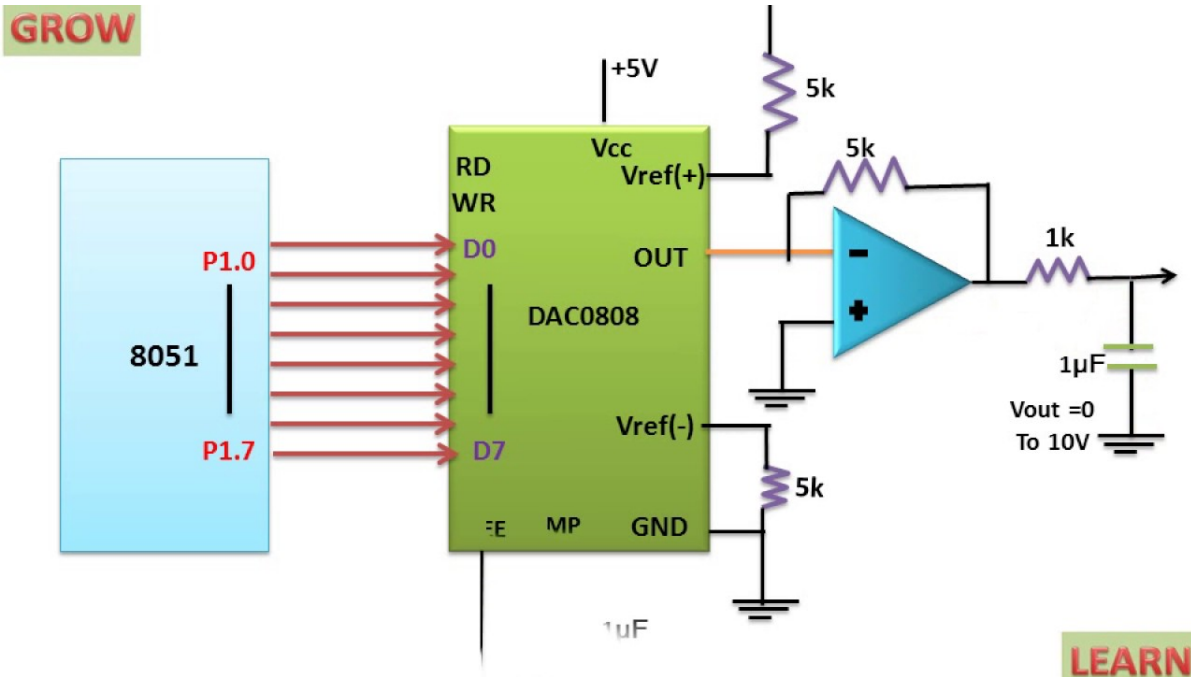 GROW
+5V
5k
Vcc
RD
Vref(+)
WR
5k
D0
P1.0
OUT
1k
DAC0808
8051
1µF
Vout =0
To 10V
Vref(-)
P1.7
D7
5k
MP
GND
µF
LEARN